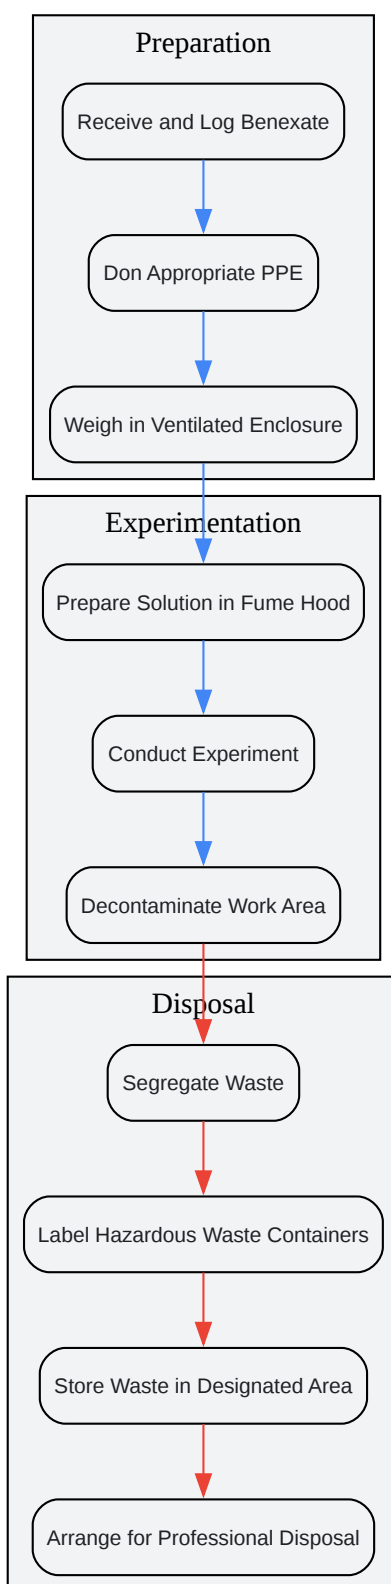 Preparation
Receive and Log Benexate
Don Appropriate PPE
Weigh in Ventilated Enclosure
Experimentation
Prepare Solution in Fume Hood
Conduct Experiment
Decontaminate Work Area
Disposal
Segregate Waste
Label Hazardous Waste Containers
Store Waste in Designated Area
Arrange for Professional Disposal